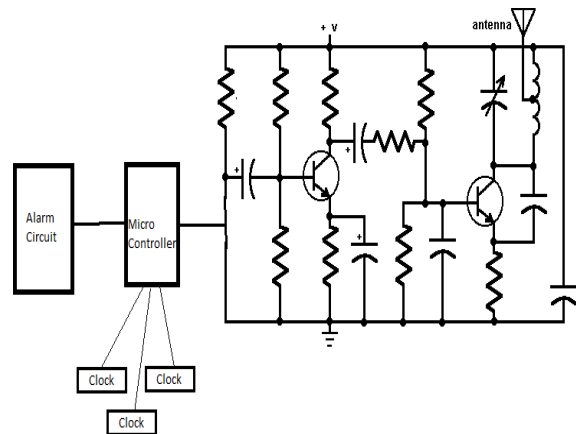 + V
antenna
+
+
+
Alarm
Circuit
Micro
Controller
Clock
Clock
Clock